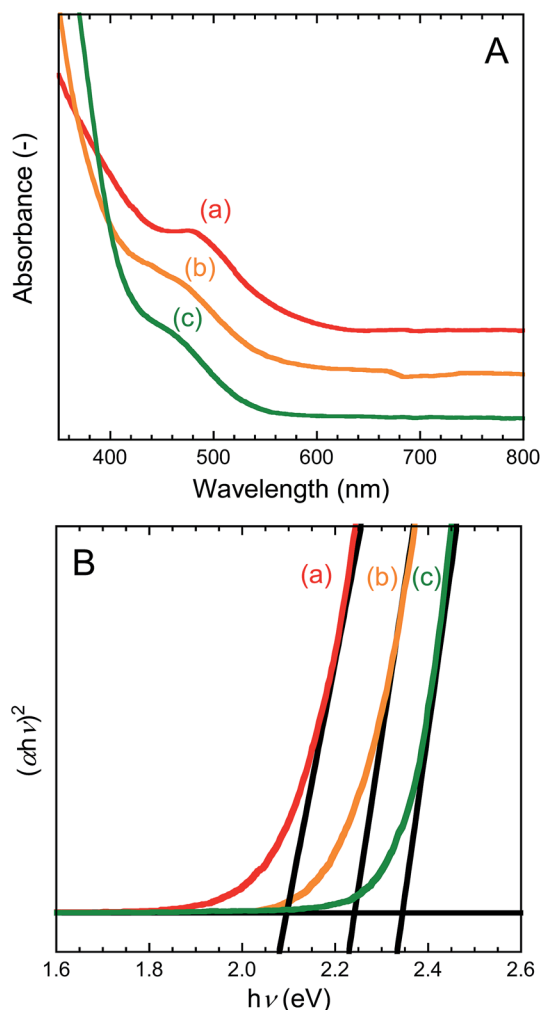 A
Absorbance (-)
(a)
(b)
(c)
400 500 600 700 800
Wavelength (nm)
B
(a) (b) (c)
(αhν)²
1.6 1.8 2.0 2.2 2.4 2.6
hν (eV)